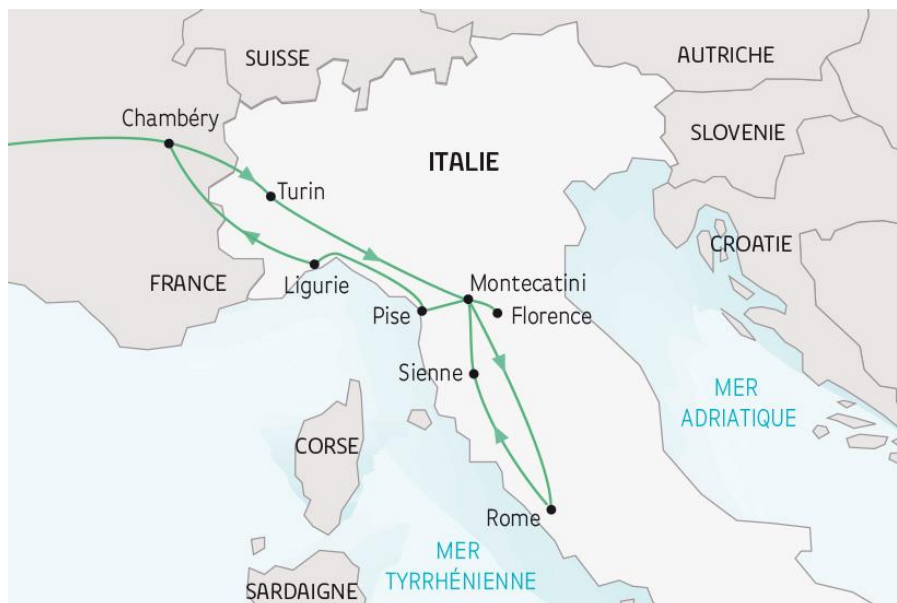 SUISSE
AUTRICHE
Chambéry
SLOVENIE
ITALIE
Turin
CROATIE
FRANCE
Ligurie
Montecatini
Pise
Florence
Sienne
MER
ADRIATIQUE
CORSE
Rome
MER
TYRRHÉNIENNE
SARDAIGNE